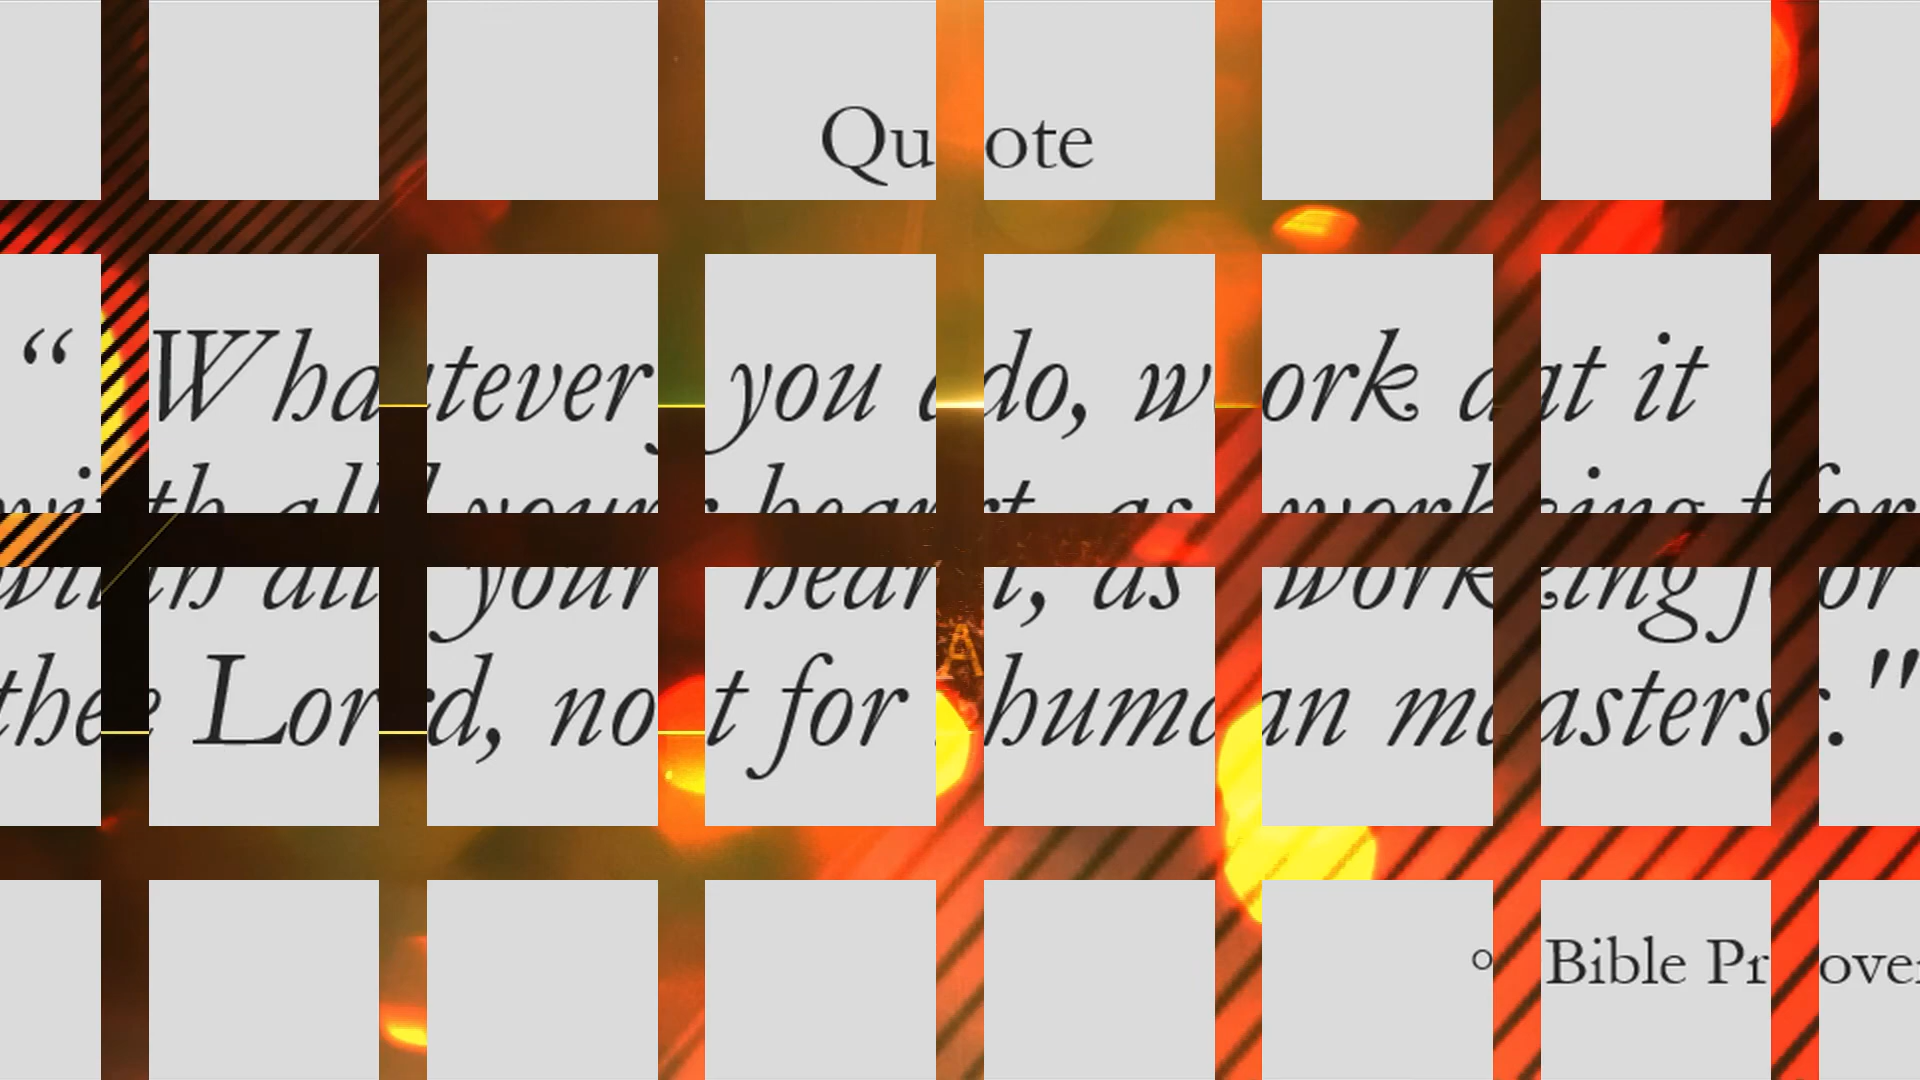 Quote
“ Whatever you do, work at it
with all your heart, as working for
the Lord, not for human masters."
° Bible Prover
A